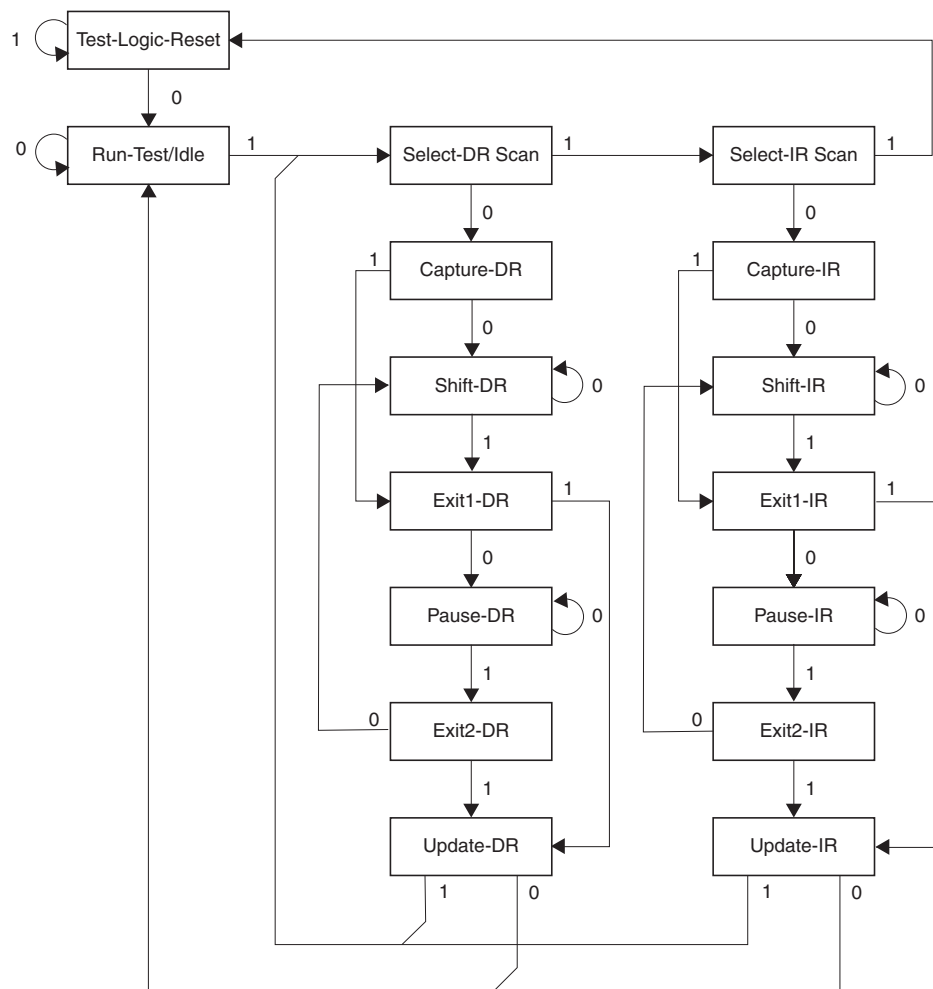 1 Test-Logic-Reset
0
0 Run-Test/Idle 1 Select-DR Scan 1 Select-IR Scan 1
0 0
1 Capture-DR 1 Capture-IR
0 0
Shift-DR 0 Shift-IR 0
1 1
Exit1-DR 1 Exit1-IR 1
0 0
Pause-DR 0 Pause-IR 0
1 1
0 Exit2-DR 0 Exit2-IR
1 1
Update-DR Update-IR
1 0 1 0